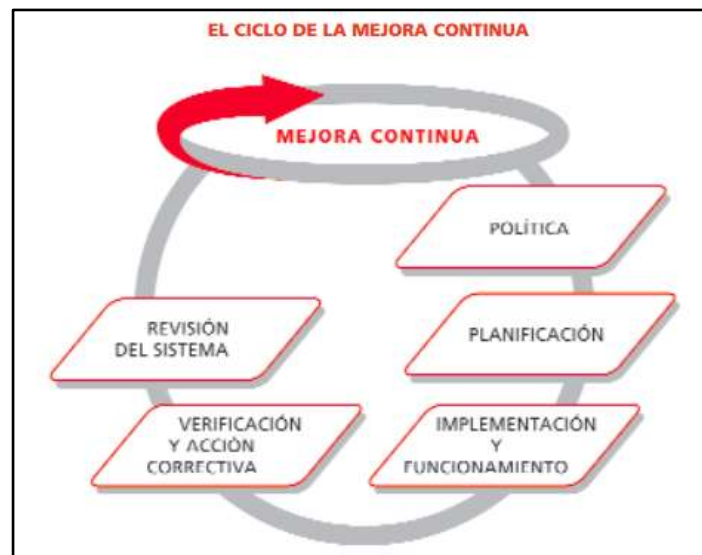 EL CICLO DE LA MEJORA CONTINUA
MEJORA CONTINUA
POLÍTICA
PLANIFICACIÓN
IMPLEMENTACIÓN
Y
FUNCIONAMIENTO
VERIFICACIÓN
Y ACCIÓN
CORRECTIVA
REVISIÓN
DEL SISTEMA